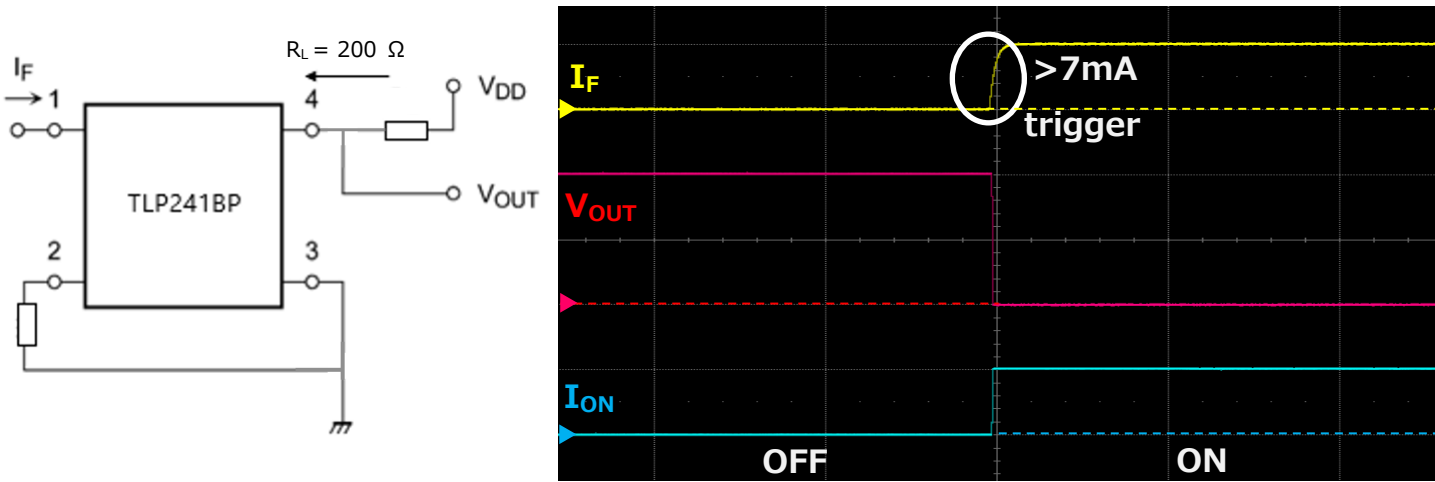 R_L = 200 Ω
I_F
1
4
V_DD
TLP241BP
V_OUT
2
3
I_F
>7mA
trigger
V_OUT
I_ON
OFF
ON